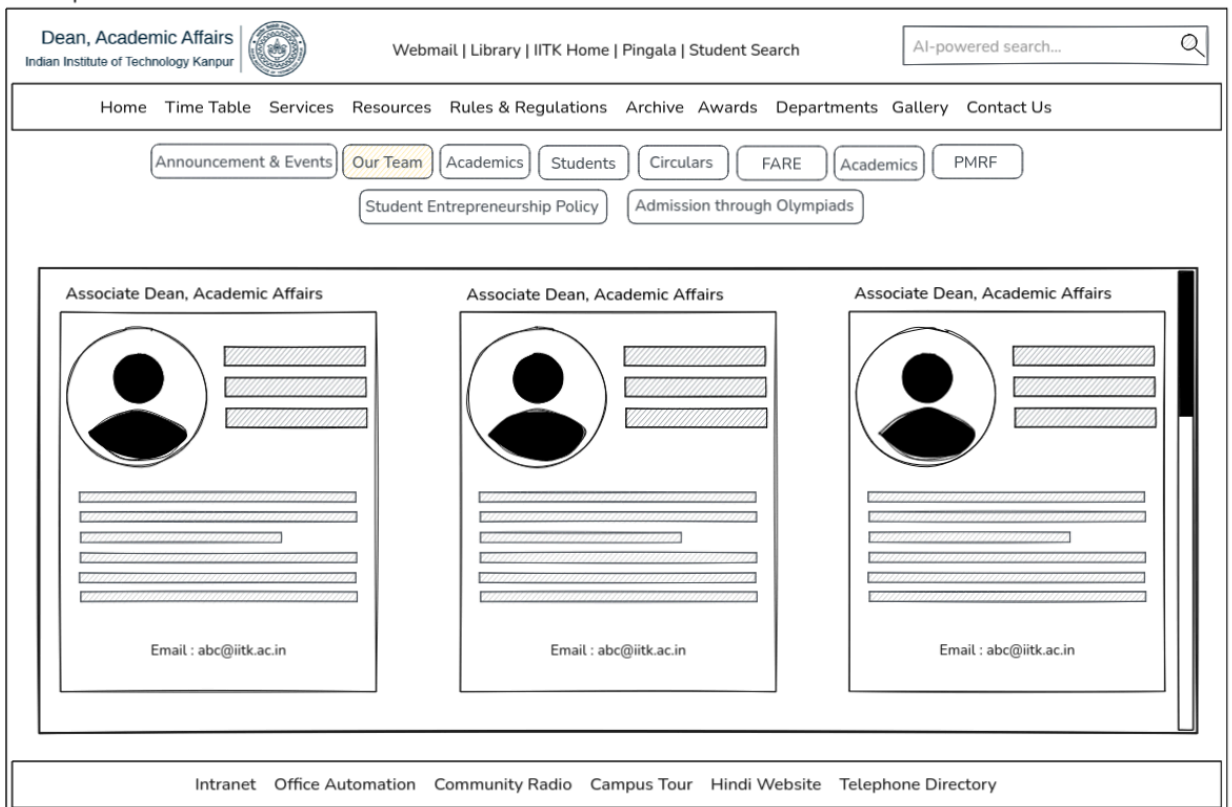 Dean, Academic Affairs
Indian Institute of Technology Kanpur
Webmail | Library | IITK Home | Pingala | Student Search
AI-powered search...
Home Time Table Services Resources Rules & Regulations Archive Awards Departments Gallery Contact Us
Announcement & Events Our Team Academics Students Circulars FARE Academics PMRF
Student Entrepreneurship Policy Admission through Olympiads
Associate Dean, Academic Affairs Associate Dean, Academic Affairs Associate Dean, Academic Affairs
Email : abc@iitk.ac.in Email : abc@iitk.ac.in Email : abc@iitk.ac.in
Intranet Office Automation Community Radio Campus Tour Hindi Website Telephone Directory